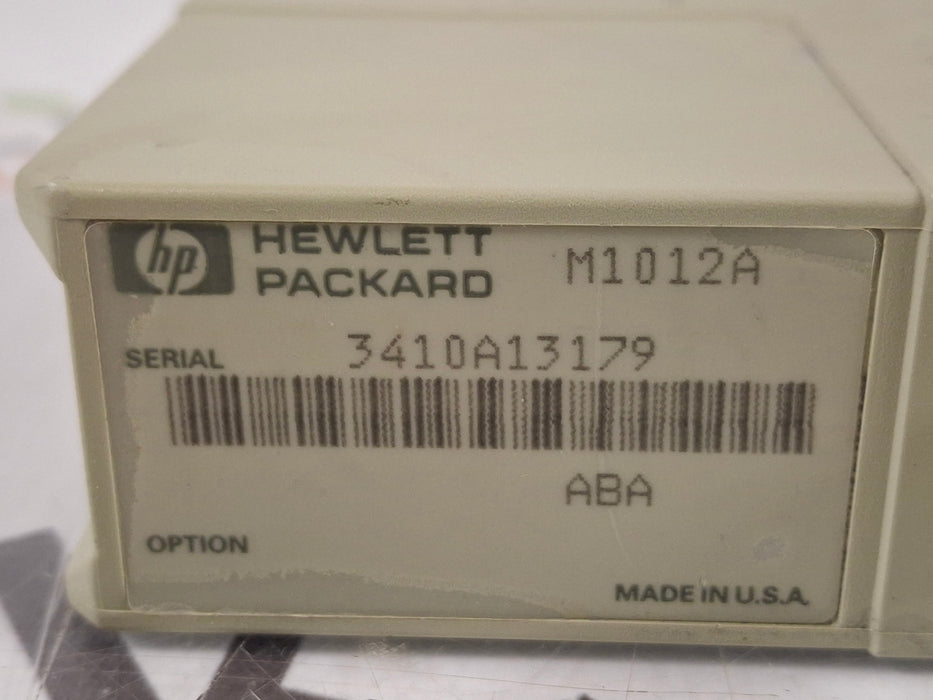 hp HEWLETT
PACKARD M1012A
SERIAL 3410A13179
ABA
OPTION
MADE IN U.S.A.